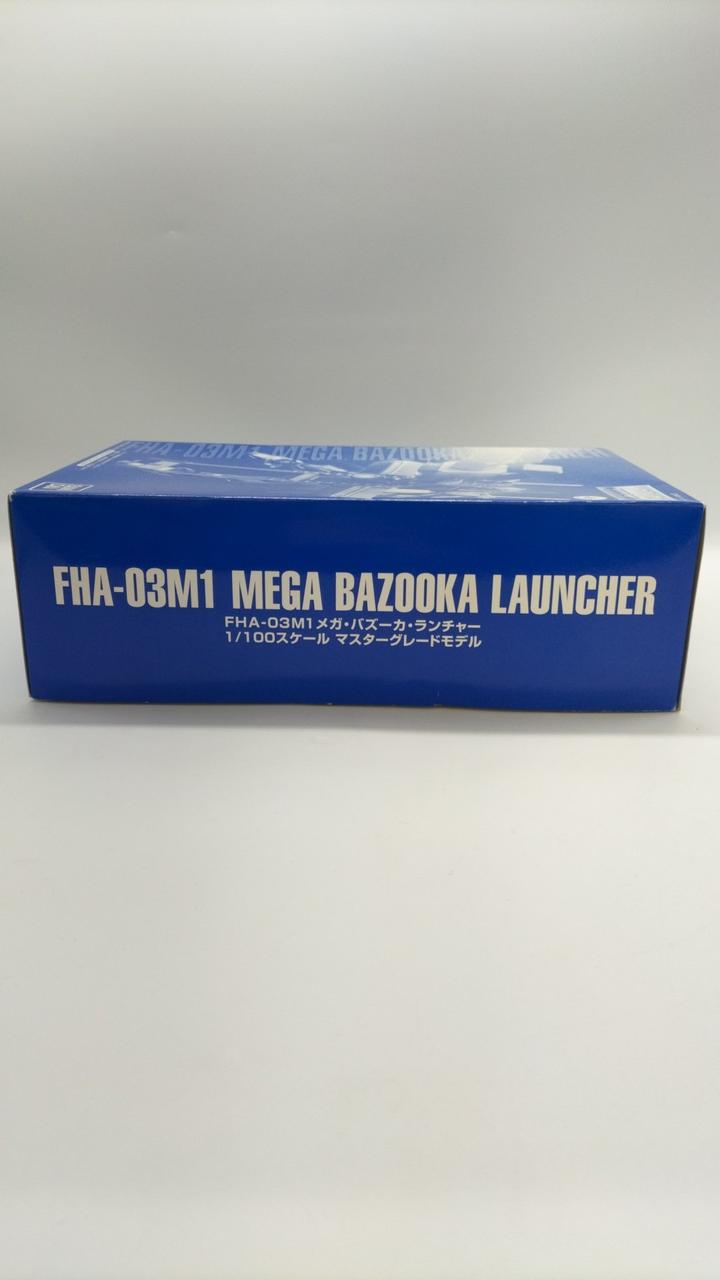 FHA-03M1 MEGA BAZOOKA LAUNCHER
FHA-03M1 MEGA BAZOOKA LAUNCHER
FHA-03M1メガ・バズーカ・ランチャー
1/100スケール マスターグレードモデル